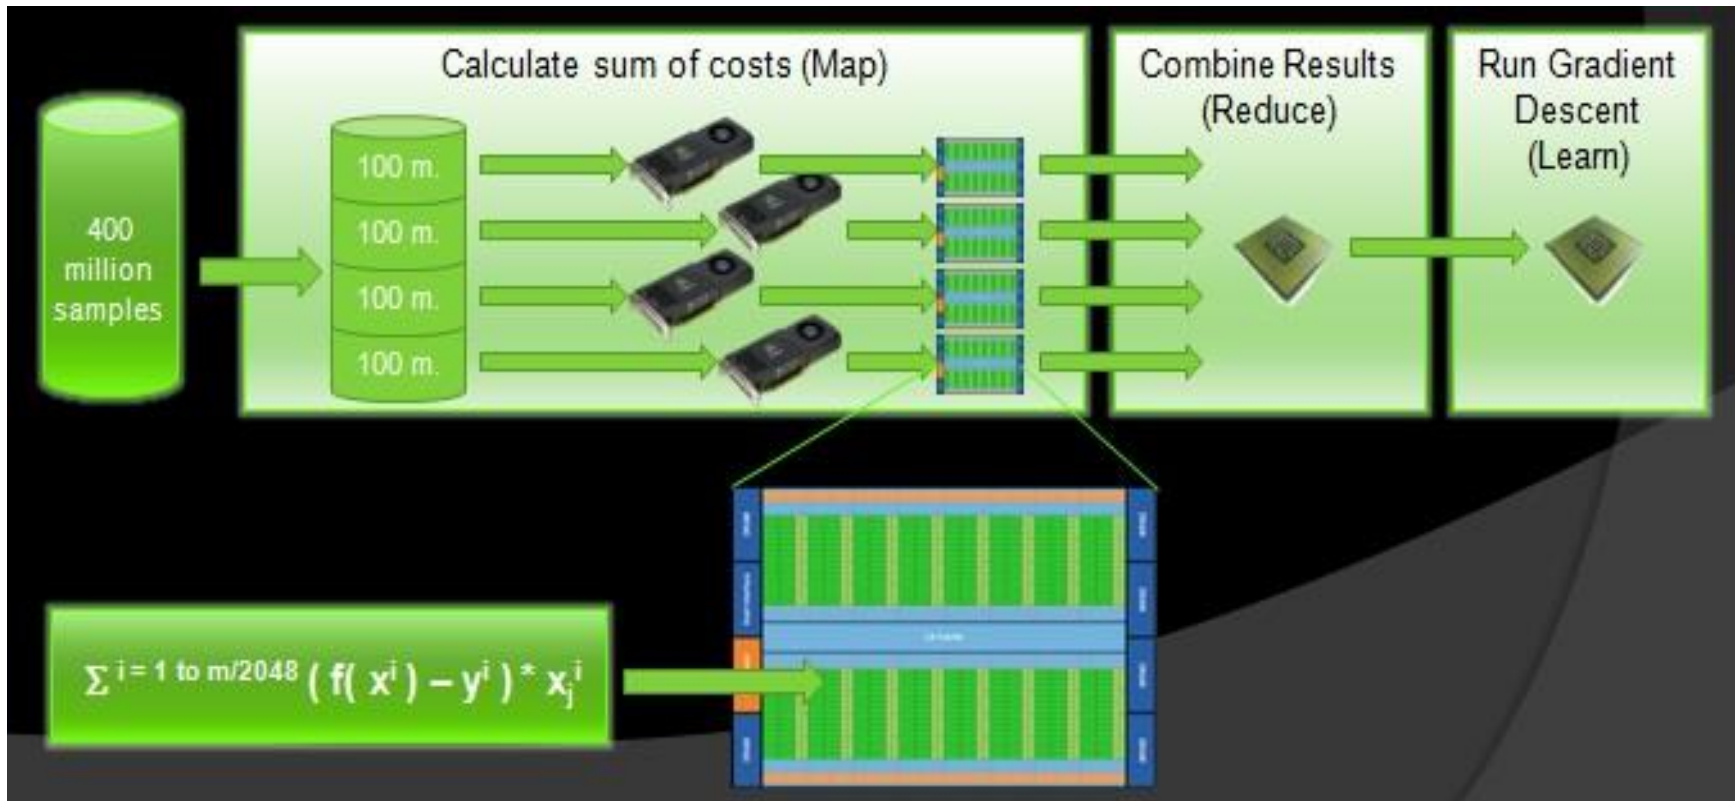 Calculate sum of costs (Map)
Combine Results
(Reduce)
Run Gradient
Descent
(Learn)
400
million
samples
100 m.
100 m.
100 m.
100 m.
Σ i = 1 to m/2048 ( f( xi ) – yi ) * xji